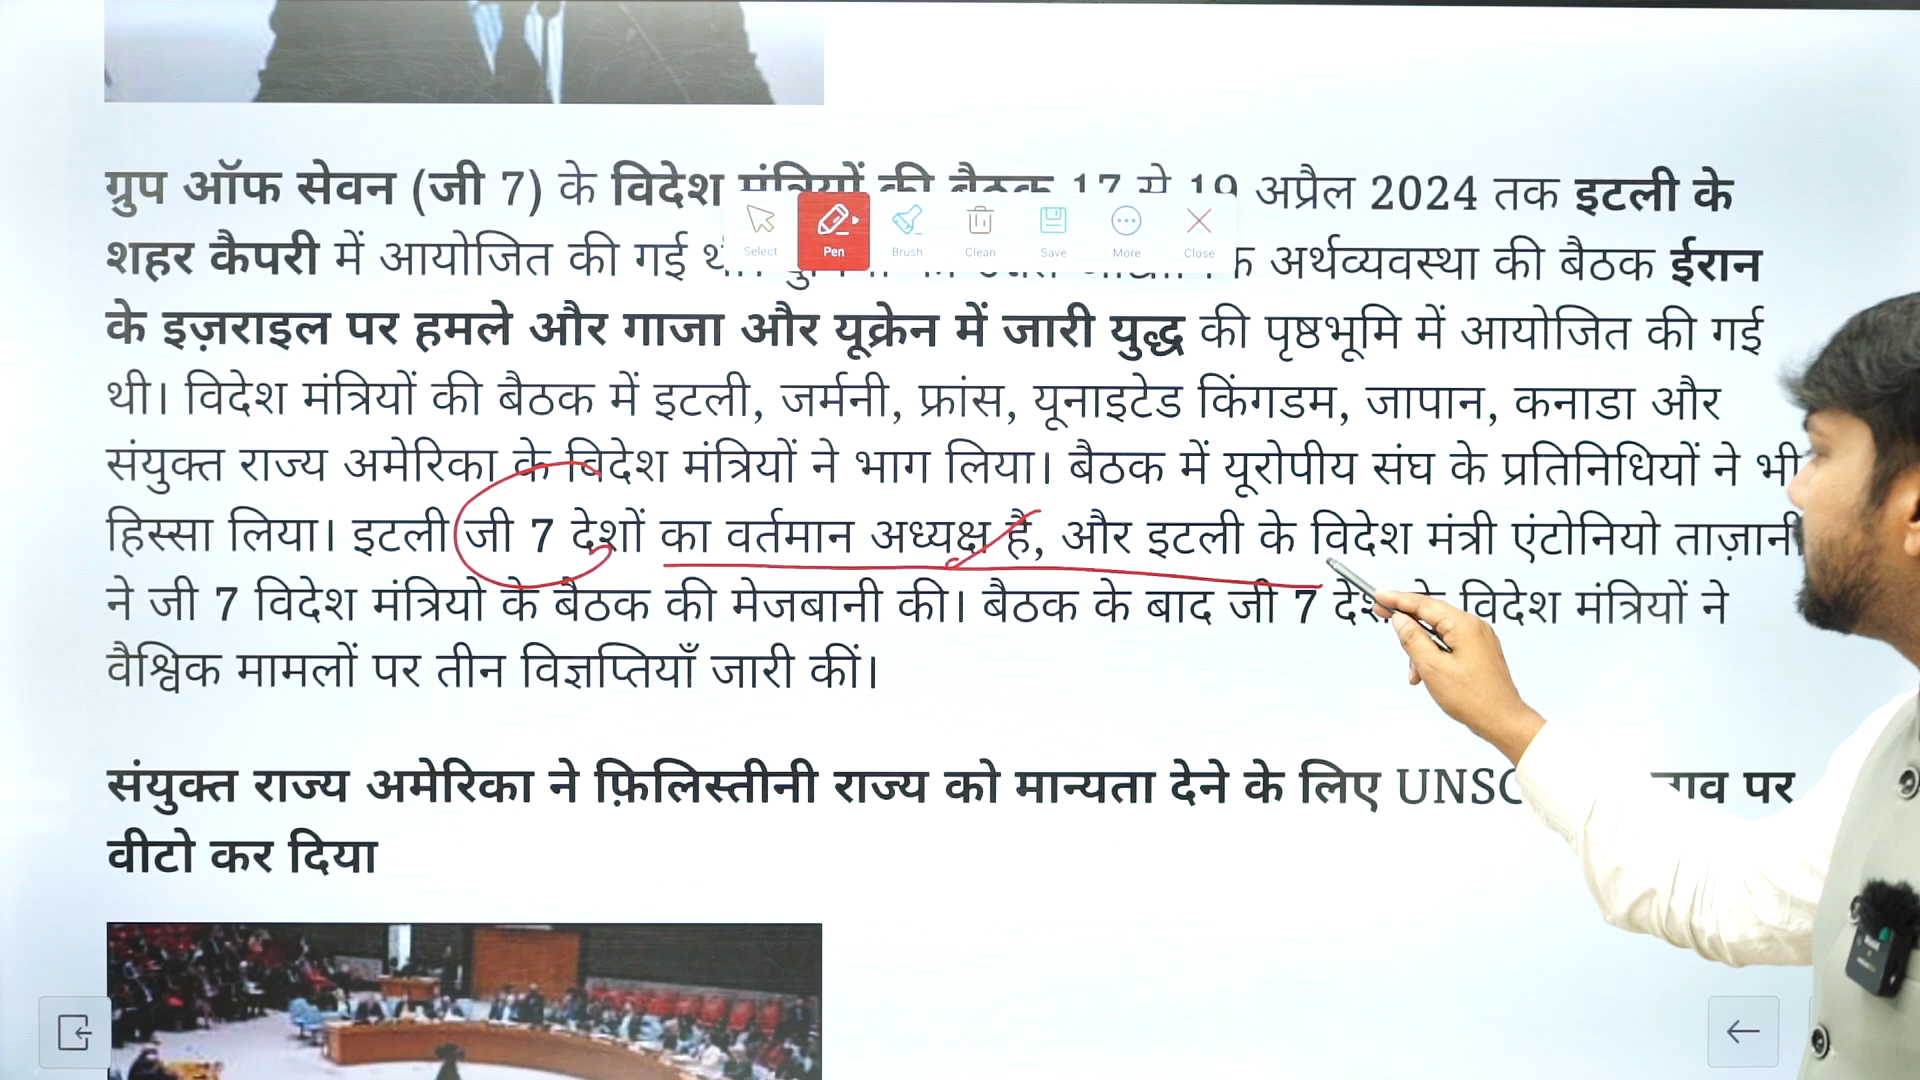 ग्रुप ऑफ सेवन (जी 7) के विदेश मंत्रियों की बैठक 17 से 19 अप्रैल 2024 तक इटली के
Select Pen Brush Clean Save More Close
शहर कैपरी में आयोजित की गई अर्थव्यवस्था की बैठक ईरान
के इज़राइल पर हमले और गाजा और यूक्रेन में जारी युद्ध की पृष्ठभूमि में आयोजित की गई
थी। विदेश मंत्रियों की बैठक में इटली, जर्मनी, फ्रांस, यूनाइटेड किंगडम, जापान, कनाडा और
संयुक्त राज्य अमेरिका के विदेश मंत्रियों ने भाग लिया। बैठक में यूरोपीय संघ के प्रतिनिधियों ने भी
हिस्सा लिया। इटली जी 7 देशों का वर्तमान अध्यक्ष है, और इटली के विदेश मंत्री एंटोनियो ताज़ानी
ने जी 7 विदेश मंत्रियो के बैठक की मेजबानी की। बैठक के बाद जी 7 विदेश मंत्रियों ने
वैश्विक मामलों पर तीन विज्ञप्तियाँ जारी कीं।
संयुक्त राज्य अमेरिका ने फ़िलिस्तीनी राज्य को मान्यता देने के लिए UNSC पर
वीटो कर दिया